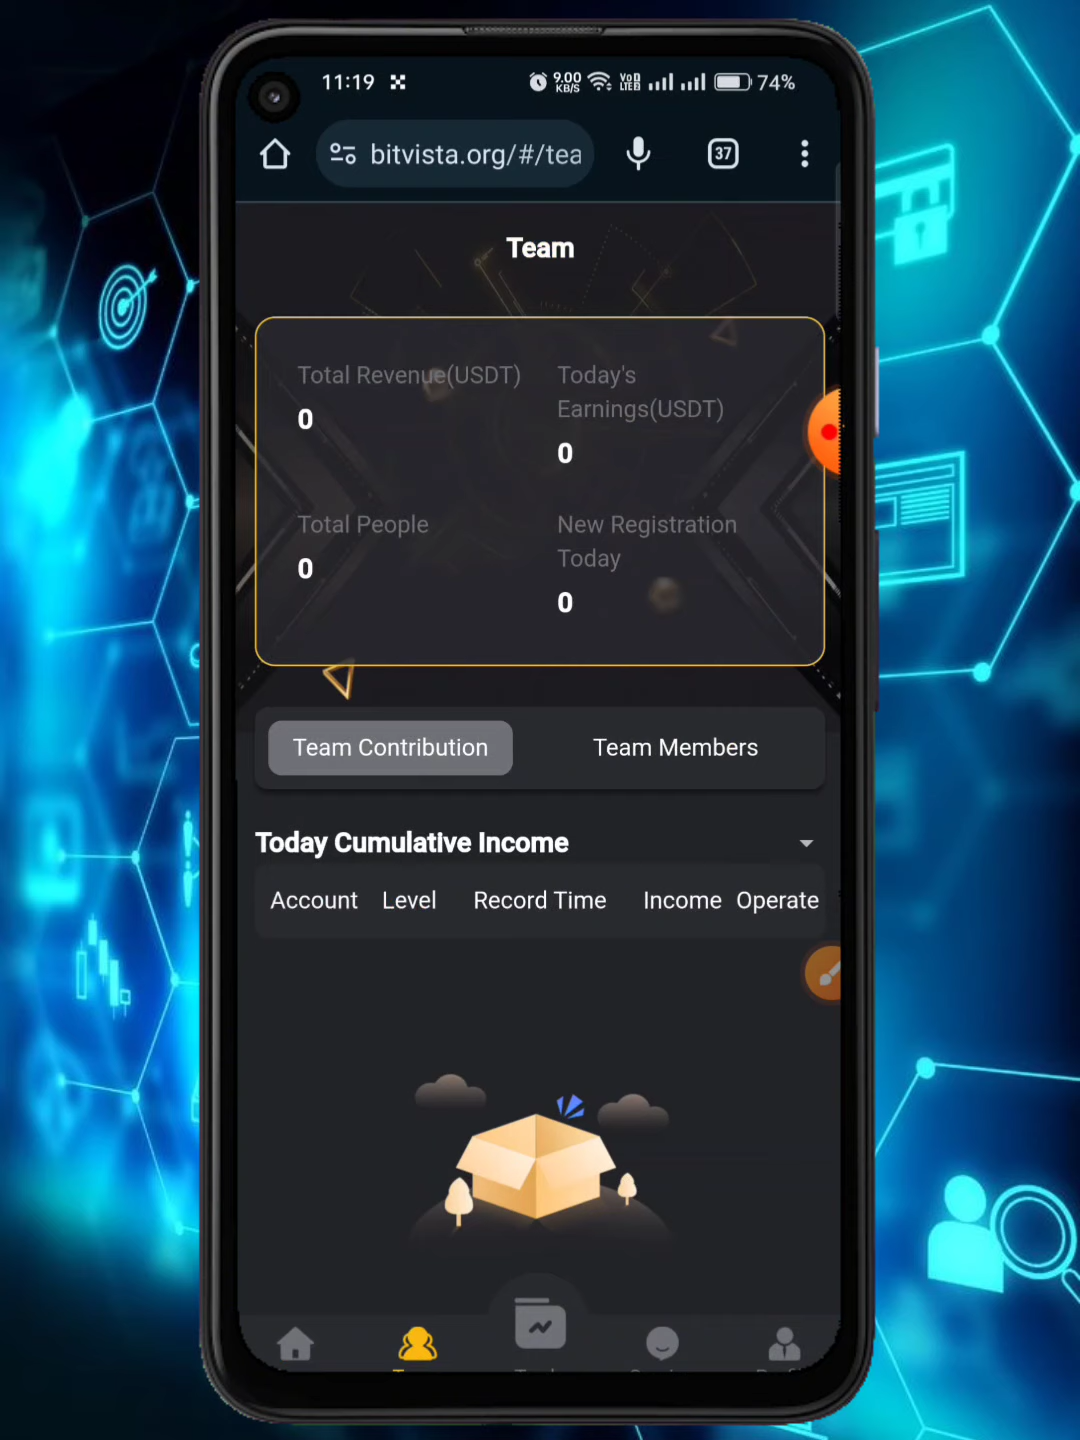 11:19 9.00 KB/S VoD LTE2 74%
bitvista.org/#/tea 37
Team
Total Revenue(USDT) Today's
Earnings(USDT)
0
0
Total People New Registration
Today
0
0
Team Contribution Team Members
Today Cumulative Income
Account Level Record Time Income Operate